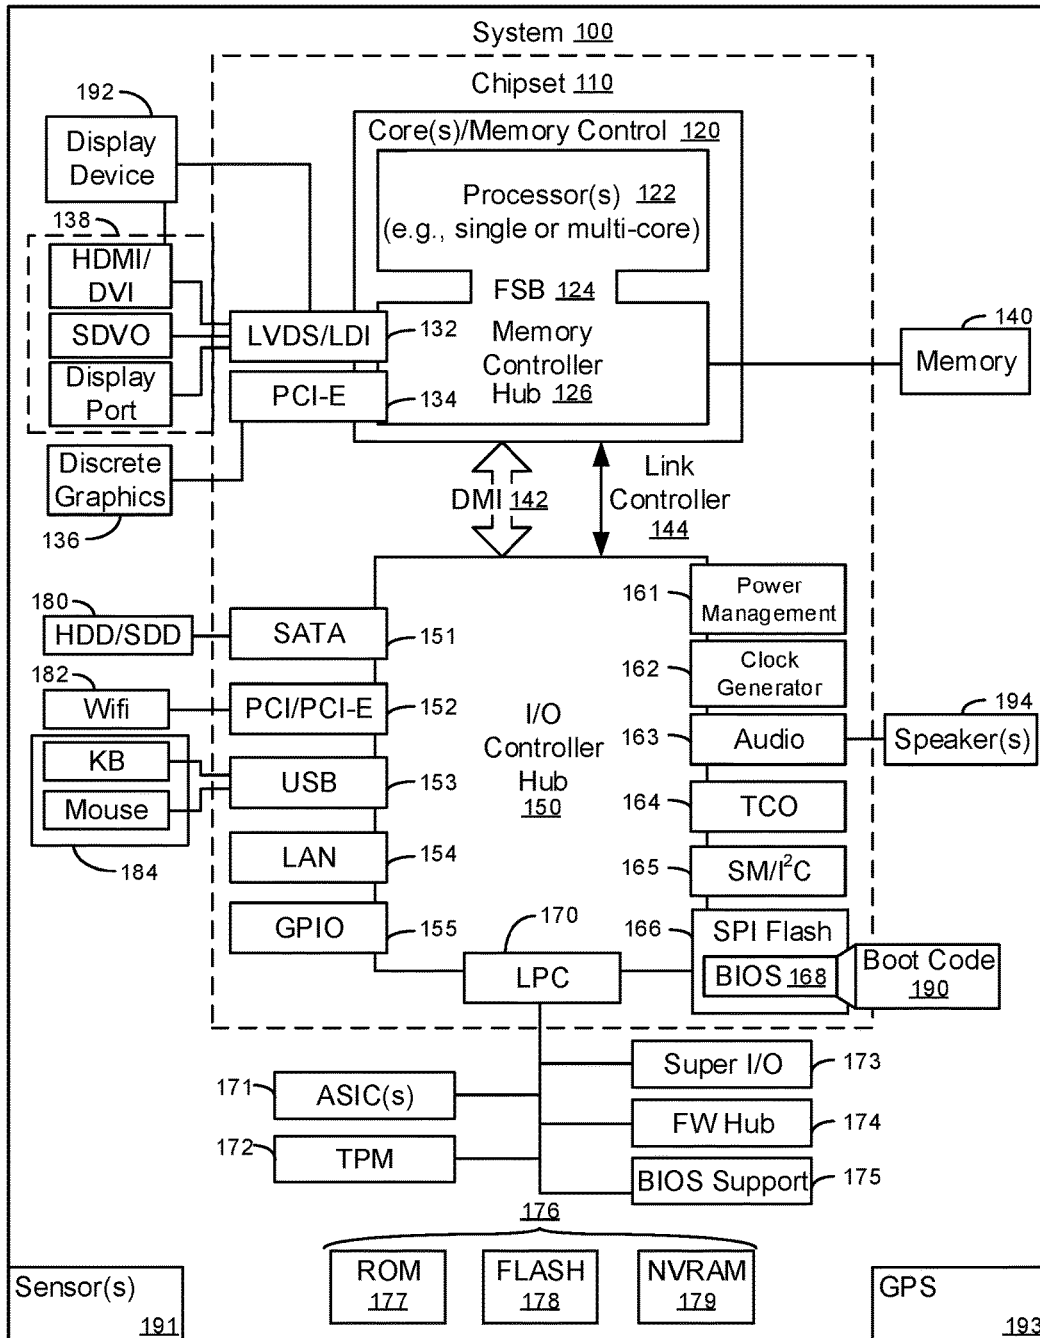 System 100
Chipset 110
192
Display
Device
Core(s)/Memory Control 120
Processor(s) 122
(e.g., single or multi-core)
FSB 124
Memory
Controller
Hub 126
138
HDMI/
DVI
SDVO
Display
Port
LVDS/LDI
132
PCI-E
134
140
Memory
Discrete
Graphics
136
DMI 142
Link
Controller
144
180
HDD/SDD
SATA
151
182
Wifi
PCI/PCI-E
152
KB
Mouse
184
USB
153
LAN
154
GPIO
155
I/O
Controller
Hub
150
161
Power
Management
162
Clock
Generator
163
Audio
194
Speaker(s)
164
TCO
165
SM/I²C
166
SPI Flash
BIOS 168
Boot Code
190
170
LPC
171
ASIC(s)
172
TPM
Super I/O
173
FW Hub
174
BIOS Support
175
176
ROM
177
FLASH
178
NVRAM
179
Sensor(s)
191
GPS
193